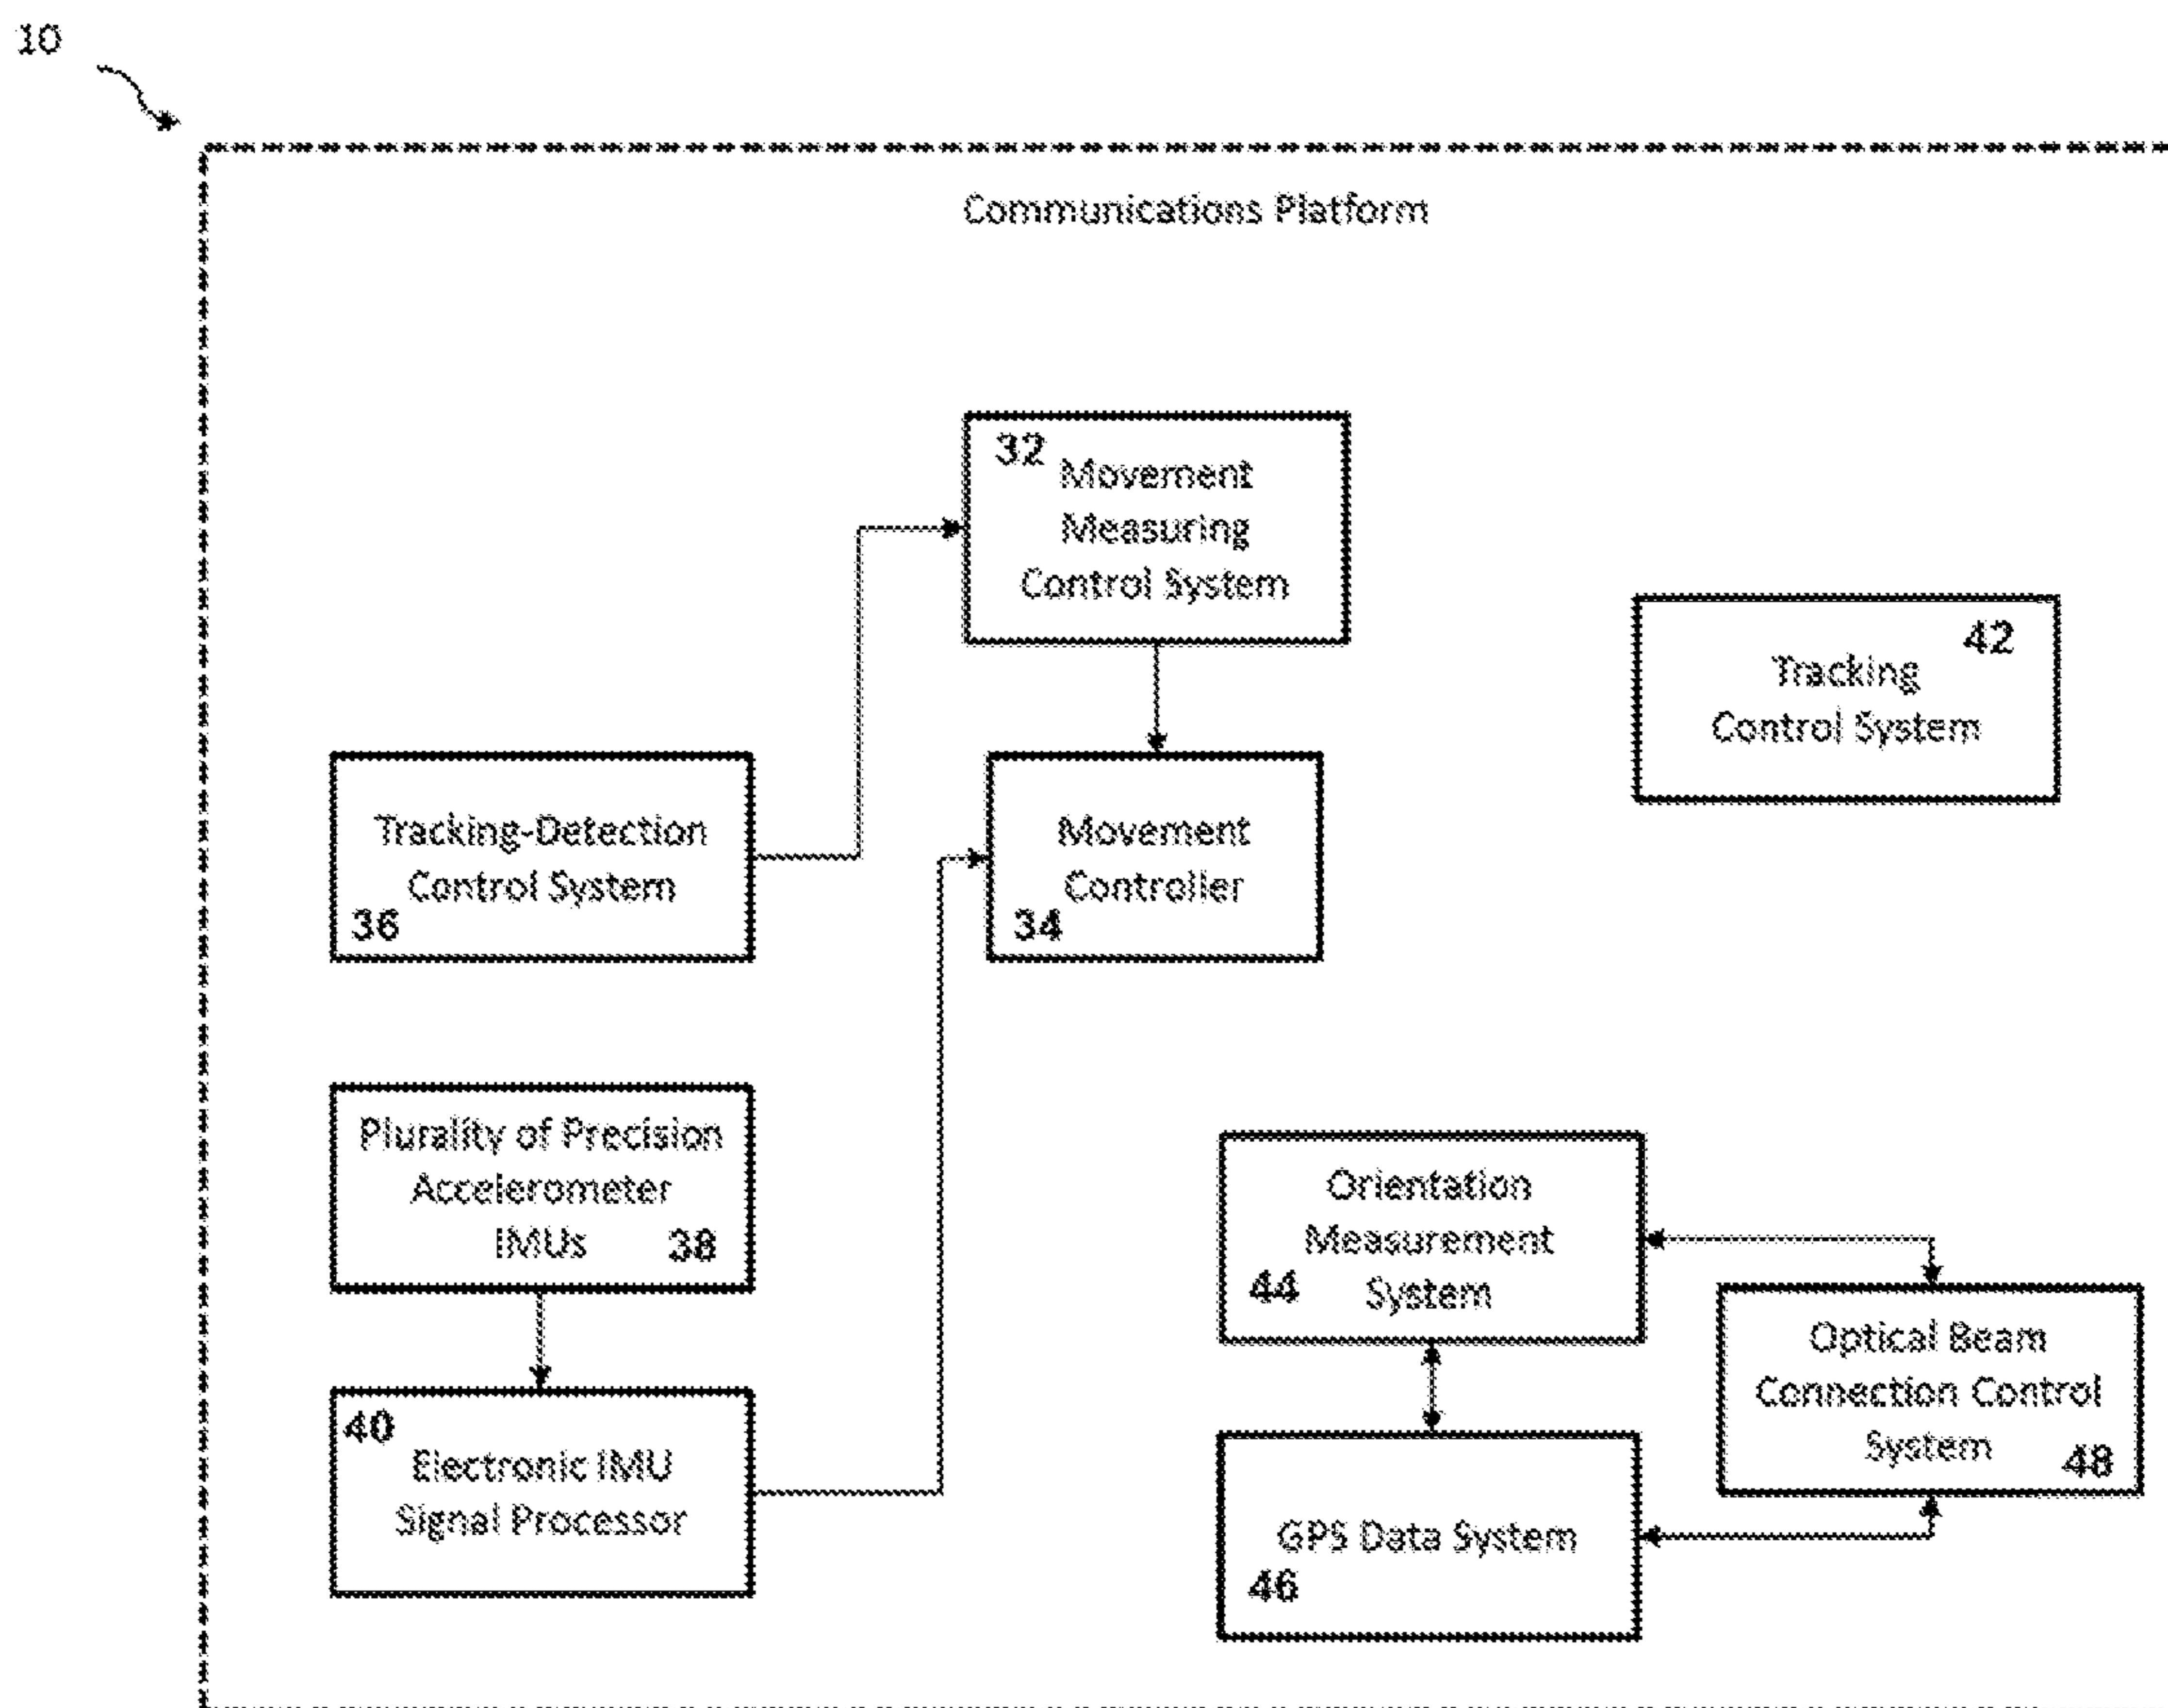 10
Communications Platform
32
Movement
Measuring
Control System
42
Tracking
Control System
Tracking-Detection
Control System
36
Movement
Controller
34
Plurality of Precision
Accelerometer
IMUs 38
Orientation
Measurement
44 System
Optical Beam
Connection Control
System 48
40
Electronic IMU
Signal Processor
GPS Data System
46